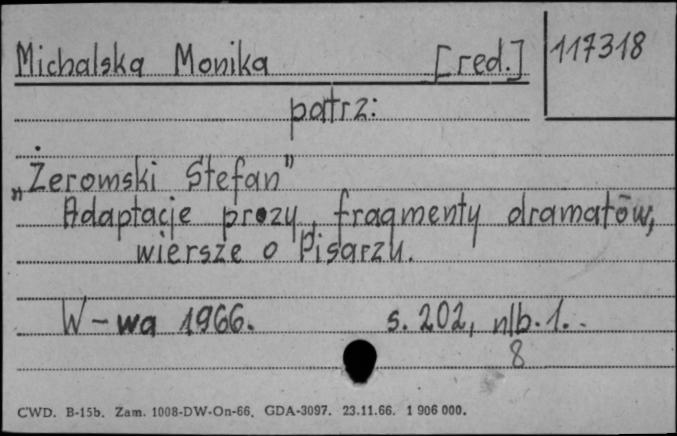 Michalska Monika [red.] 117318
patrz:
„Żeromski Stefan"
Adaptacje prozy, fragmenty dramatów,
wiersze o Pisarzu.
W-wa 1966. s. 202, nlb. 1.
8
CWD. B-15b. Zam. 1008-DW-On-66. GDA-3097. 23.11.66. 1 906 000.